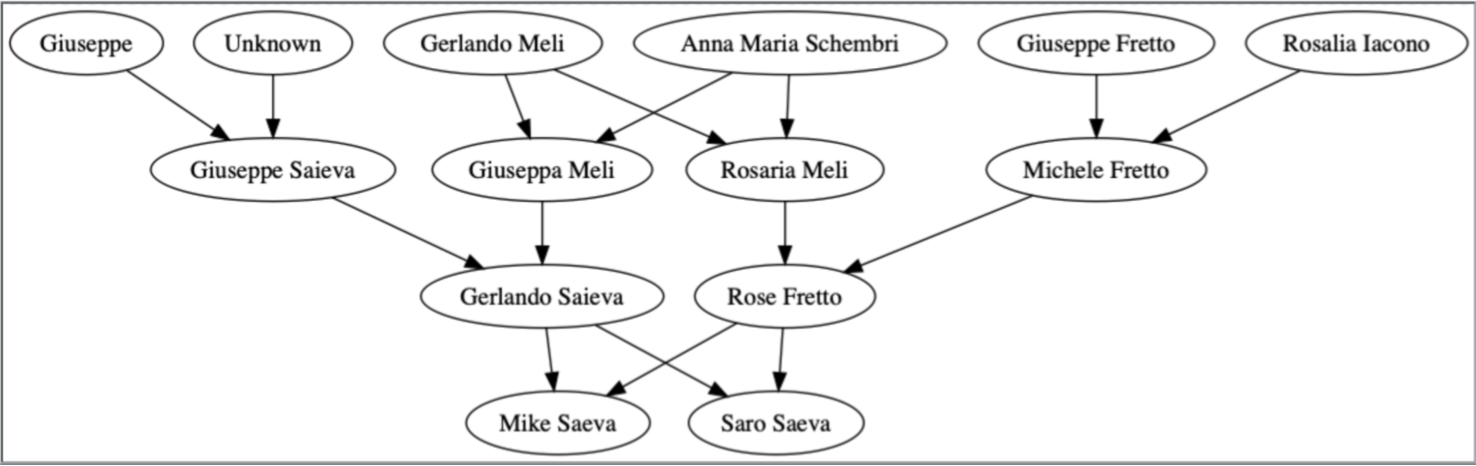 Giuseppe
Unknown
Gerlando Meli
Anna Maria Schembri
Giuseppe Fretto
Rosalia Iacono
Giuseppe Saieva
Giuseppa Meli
Rosaria Meli
Michele Fretto
Gerlando Saieva
Rose Fretto
Mike Saeva
Saro Saeva